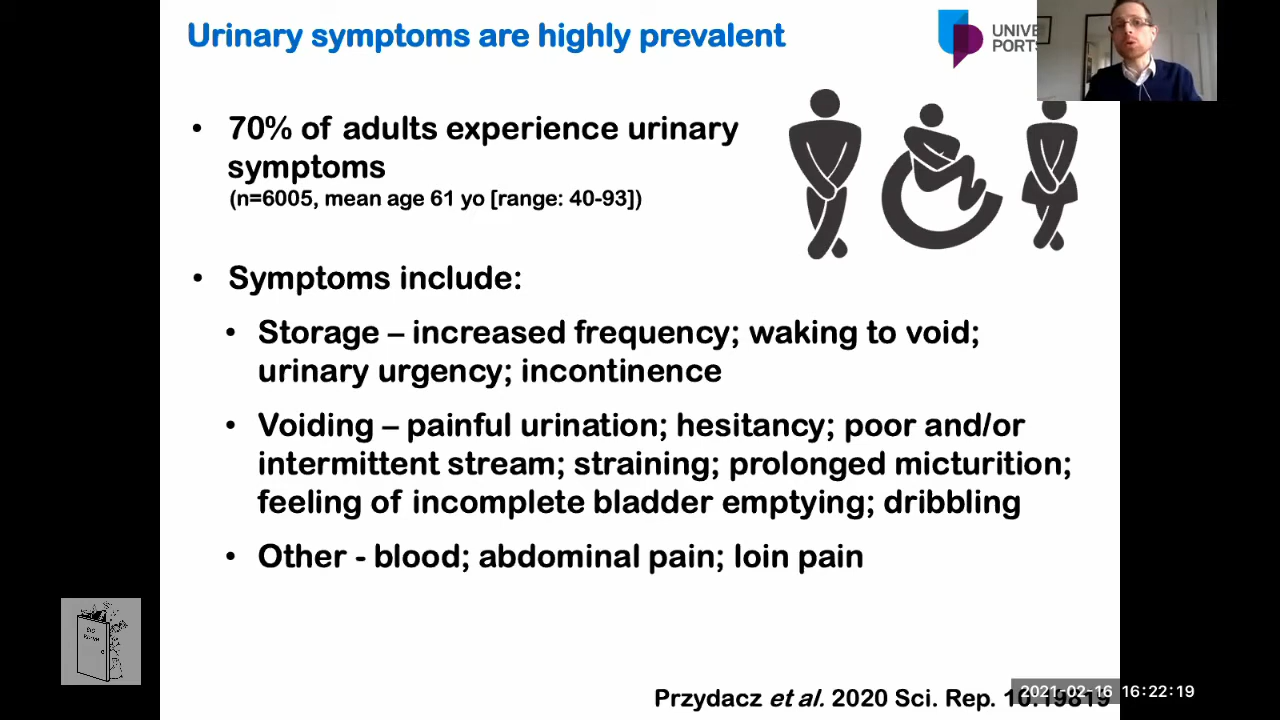 Urinary symptoms are highly prevalent
UNIVE
PORTS
• 70% of adults experience urinary
symptoms
(n=6005, mean age 61 yo [range: 40-93])
• Symptoms include:
• Storage – increased frequency; waking to void;
urinary urgency; incontinence
• Voiding – painful urination; hesitancy; poor and/or
intermittent stream; straining; prolonged micturition;
feeling of incomplete bladder emptying; dribbling
• Other - blood; abdominal pain; loin pain
Przydacz et al. 2020 Sci. Rep. 10.19819
2021-02-16 16:22:19